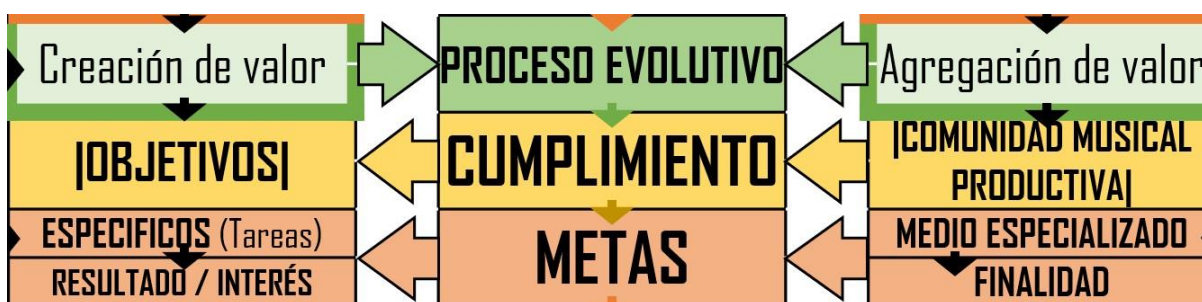 Creación de valor
PROCESO EVOLUTIVO
Agregación de valor
|OBJETIVOS|
CUMPLIMIENTO
|COMUNIDAD MUSICAL
PRODUCTIVA|
ESPECIFICOS (Tareas)
RESULTADO / INTERÉS
METAS
MEDIO ESPECIALIZADO
FINALIDAD